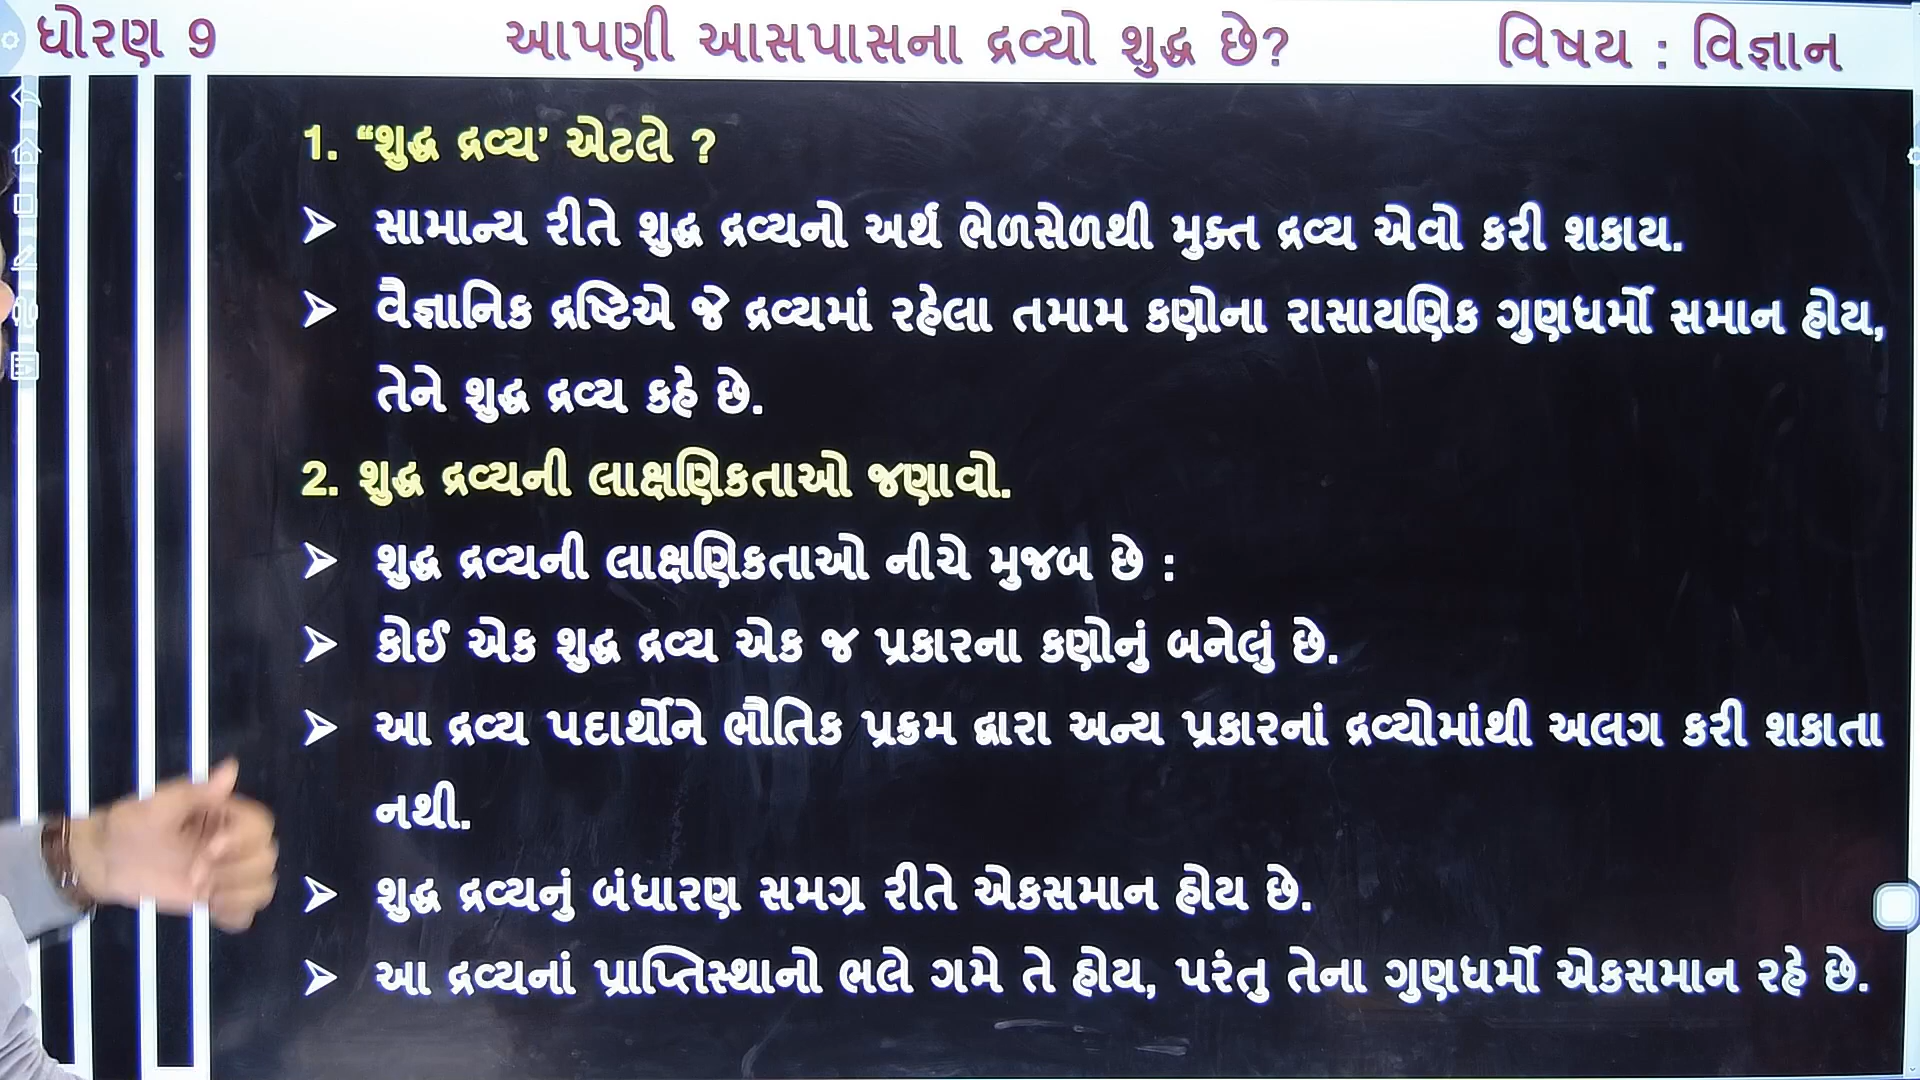 ધોરણ 9 આપણી આસપાસના દ્રવ્યો શુદ્ધ છે? વિષય : વિજ્ઞાન
1. “શુદ્ધ દ્રવ્ય’ એટલે ?
➢ સામાન્ય રીતે શુદ્ધ દ્રવ્યનો અર્થ ભેળસેળથી મુક્ત દ્રવ્ય એવો કરી શકાય.
➢ વૈજ્ઞાનિક દ્રષ્ટિએ જે દ્રવ્યમાં રહેલા તમામ કણોના રાસાયણિક ગુણધર્મો સમાન હોય,
તેને શુદ્ધ દ્રવ્ય કહે છે.
2. શુદ્ધ દ્રવ્યની લાક્ષણિકતાઓ જણાવો.
➢ શુદ્ધ દ્રવ્યની લાક્ષણિકતાઓ નીચે મુજબ છે :
➢ કોઈ એક શુદ્ધ દ્રવ્ય એક જ પ્રકારના કણોનું બનેલું છે.
➢ આ દ્રવ્ય પદાર્થોને ભૌતિક પ્રક્રમ દ્વારા અન્ય પ્રકારનાં દ્રવ્યોમાંથી અલગ કરી શકાતા
નથી.
➢ શુદ્ધ દ્રવ્યનું બંધારણ સમગ્ર રીતે એકસમાન હોય છે.
➢ આ દ્રવ્યનાં પ્રાપ્તિસ્થાનો ભલે ગમે તે હોય, પરંતુ તેના ગુણધર્મો એકસમાન રહે છે.